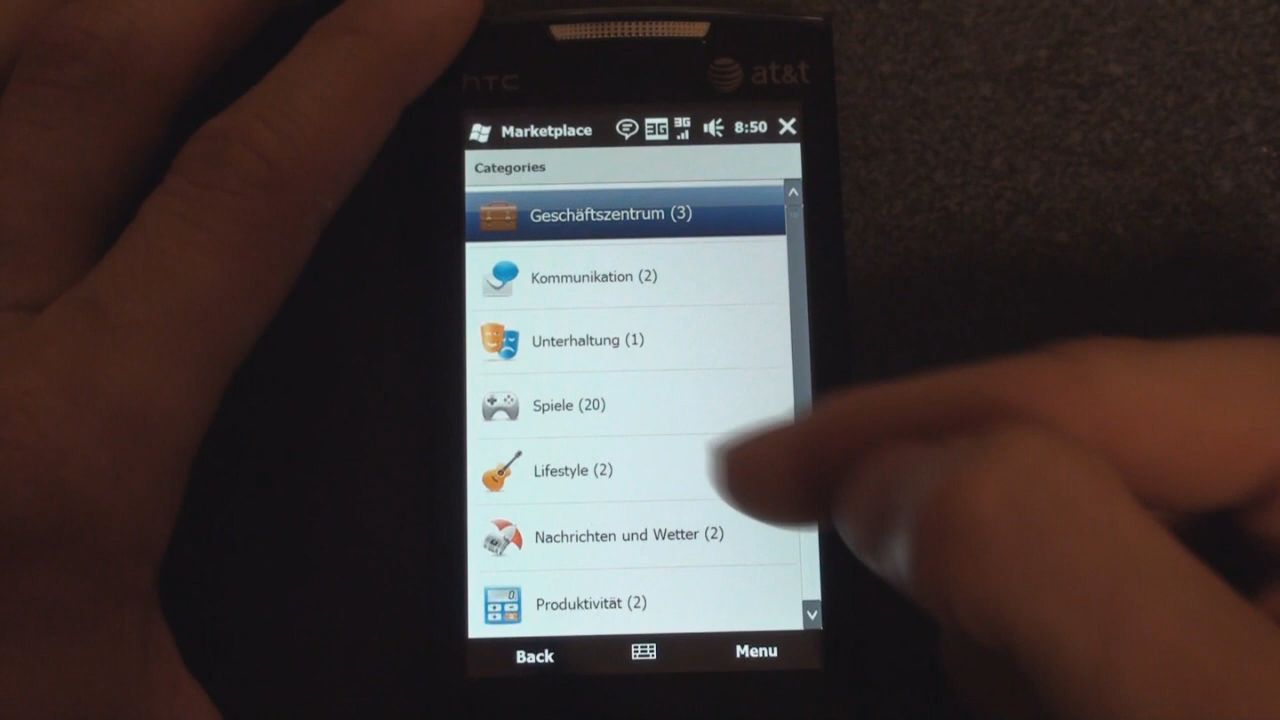 hTC
at&t
Marketplace 3G 3G 8:50
Categories
Geschäftszentrum (3)
Kommunikation (2)
Unterhaltung (1)
Spiele (20)
Lifestyle (2)
Nachrichten und Wetter (2)
Produktivität (2)
Back
Menu